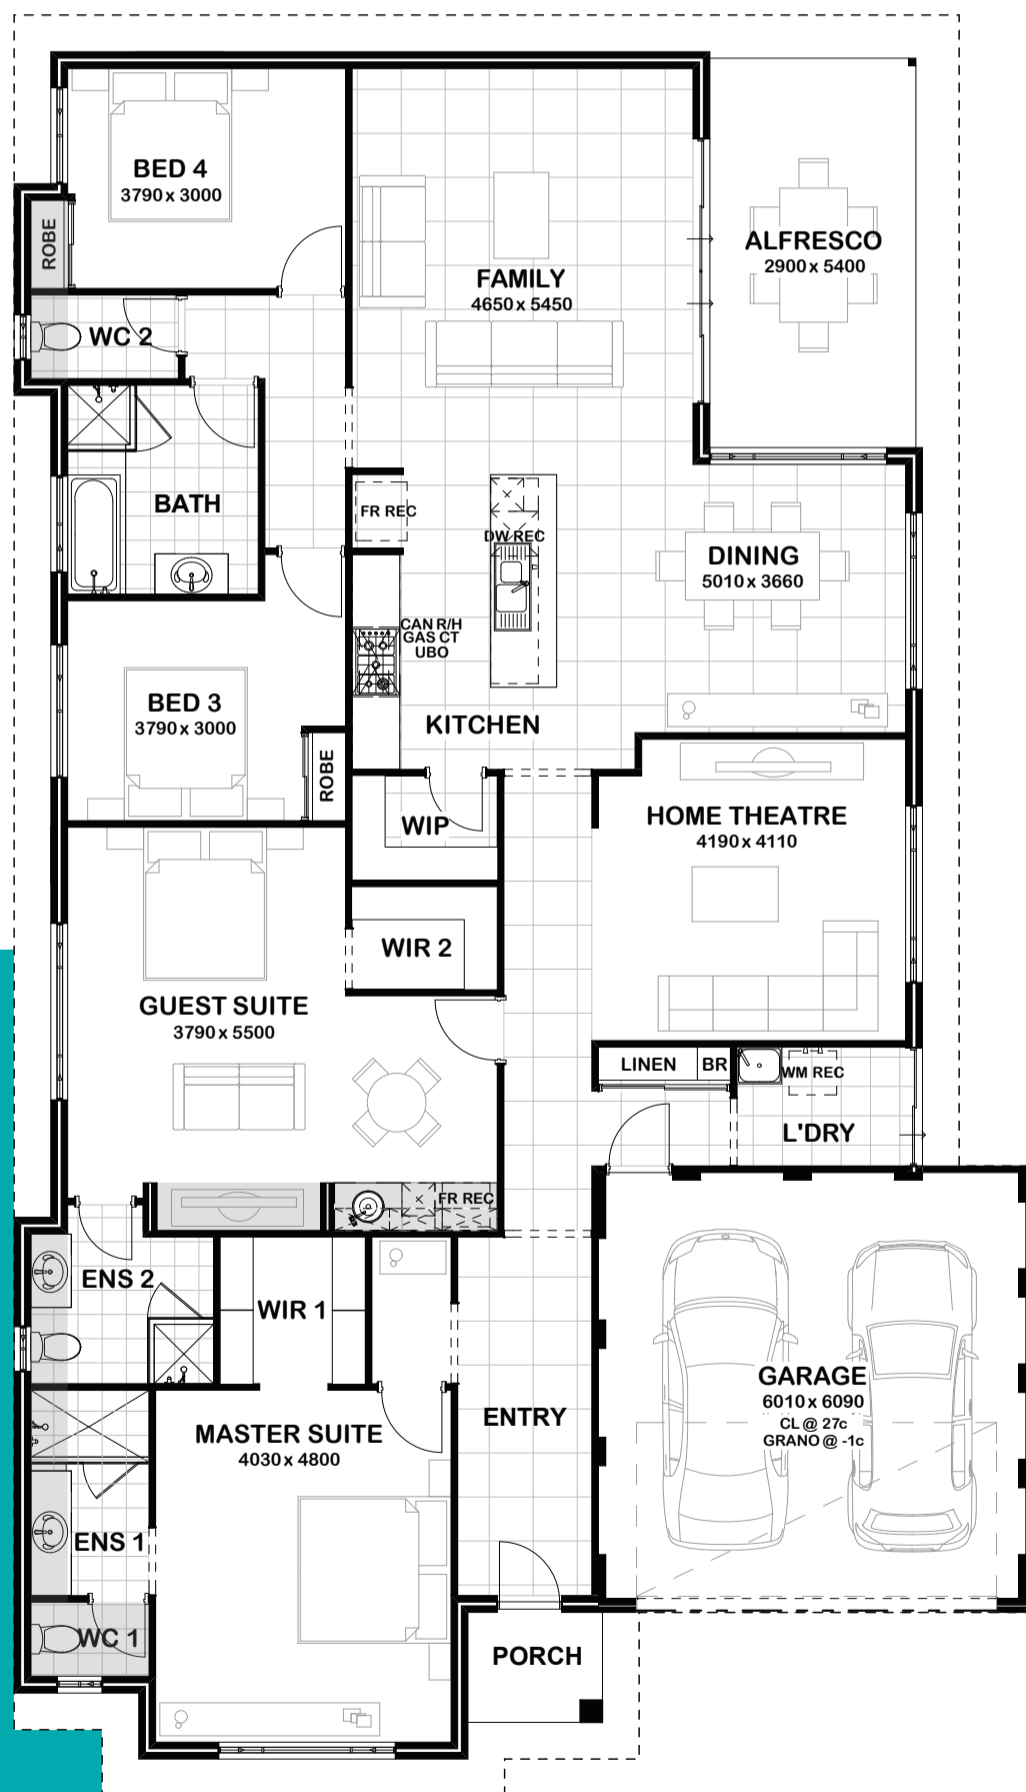 BED 4
3790 x 3000
ROBE
WC 2
FAMILY
4650 x 5450
ALFRESCO
2900 x 5400
BATH
FR REC
DW REC
DINING
5010 x 3660
CAN R/H
GAS CT
UBO
BED 3
3790 x 3000
ROBE
KITCHEN
WIP
HOME THEATRE
4190 x 4110
WIR 2
GUEST SUITE
3790 x 5500
LINEN
BR
WM REC
L'DRY
FR REC
ENS 2
WIR 1
ENTRY
GARAGE
6010 x 6090
CL @ 27c
GRANO @ -1c
MASTER SUITE
4030 x 4800
ENS 1
WC 1
PORCH